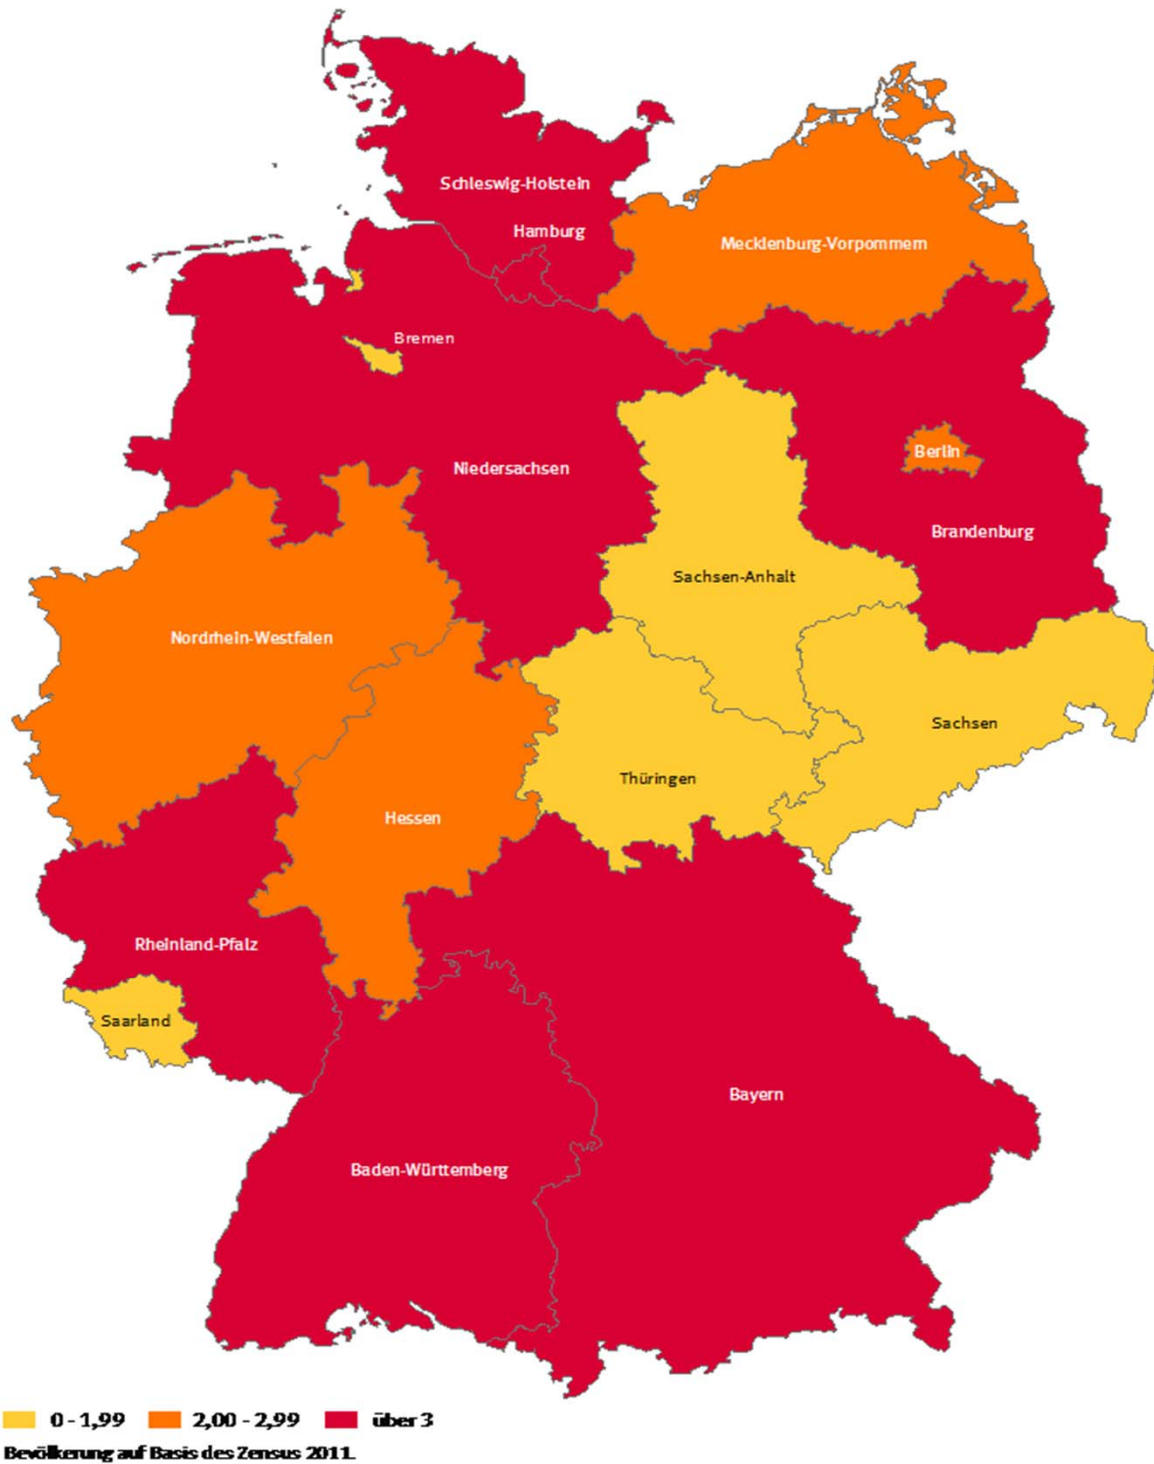 Schleswig-Holstein
Hamburg
Mecklenburg-Vorpommern
Bremen
Berlin
Niedersachsen
Brandenburg
Sachsen-Anhalt
Nordrhein-Westfalen
Sachsen
Thüringen
Hessen
Rheinland-Pfalz
Saarland
Bayern
Baden-Württemberg
0 - 1,99 2,00 - 2,99 über 3
Bevölkerung auf Basis des Zensus 2011.